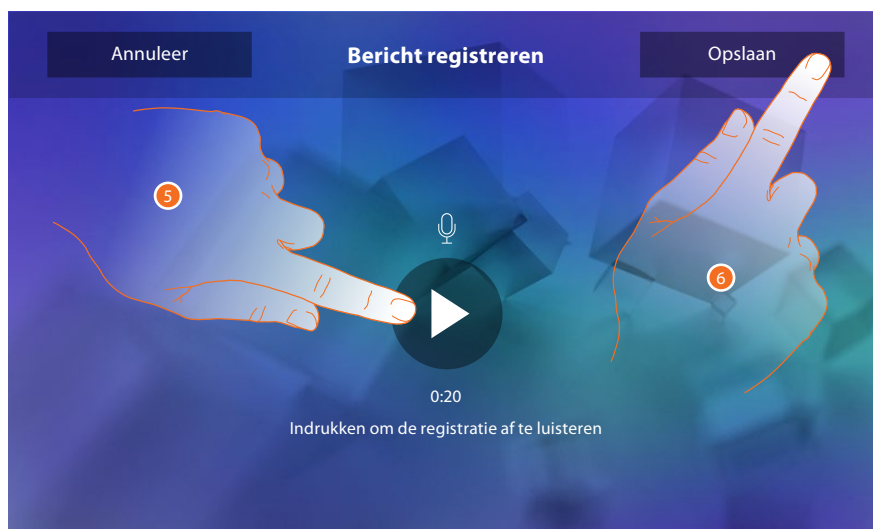 Annuleer
Bericht registreren
Opslaan
5
6
0:20
Indrukken om de registratie af te luisteren